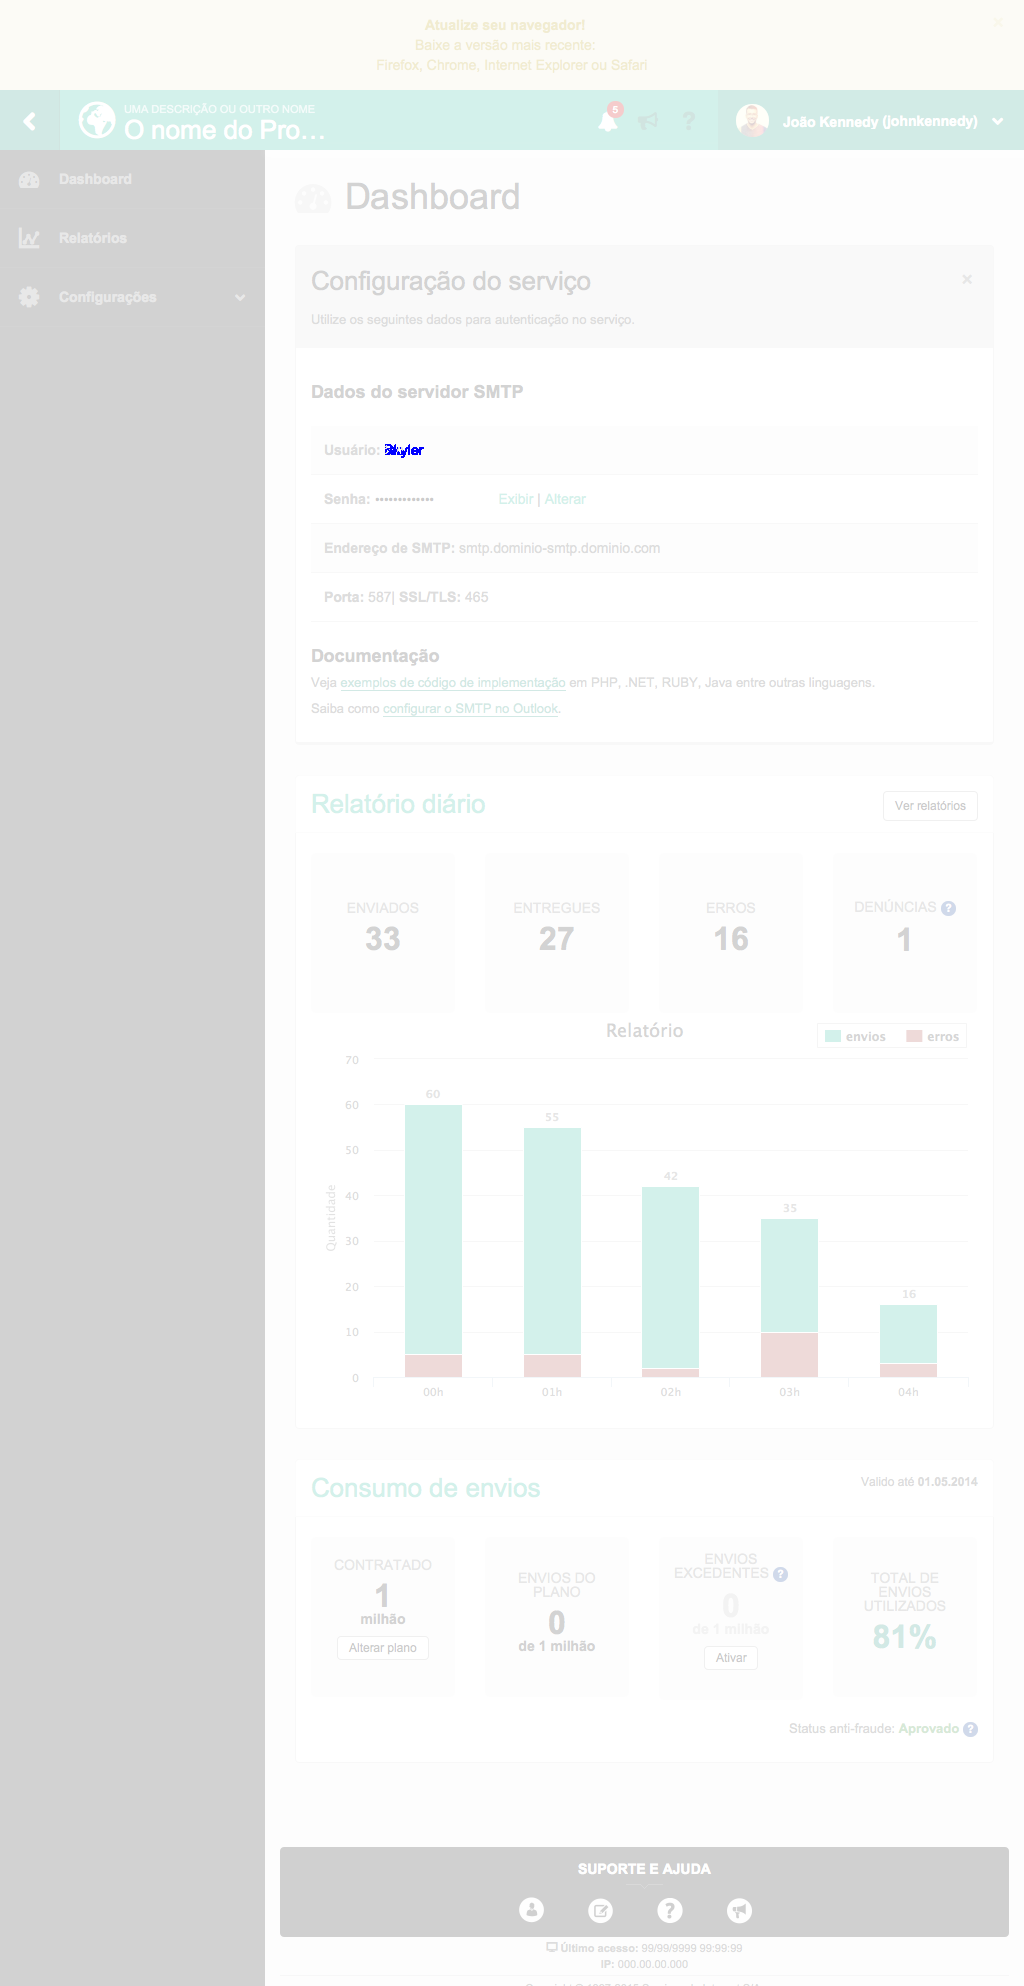 Atualize seu navegador!
Baixe a versão mais recente:
Firefox, Chrome, Internet Explorer ou Safari
UMA DESCRIÇÃO OU OUTRO NOME
O nome do Pro...
5
?
João Kennedy (johnkennedy)
Dashboard
Relatórios
Configurações
Dashboard
Configuração do serviço
Utilize os seguintes dados para autenticação no serviço.
Dados do servidor SMTP
Usuário:
Senha: •••••••••••••
Exibir | Alterar
Endereço de SMTP: smtp.dominio-smtp.dominio.com
Porta: 587| SSL/TLS: 465
Documentação
Veja exemplos de código de implementação em PHP, .NET, RUBY, Java entre outras linguagens.
Saiba como configurar o SMTP no Outlook.
Relatório diário
Ver relatórios
ENVIADOS
33
ENTREGUES
27
ERROS
16
DENÚNCIAS ?
1
Relatório
envios
erros
Quantidade
70
60
50
40
30
20
10
0
60
55
42
35
16
00h
01h
02h
03h
04h
Consumo de envios
Valido até 01.05.2014
CONTRATADO
1
milhão
Alterar plano
ENVIOS DO
PLANO
0
de 1 milhão
ENVIOS
EXCEDENTES ?
0
de 1 milhão
Ativar
TOTAL DE
ENVIOS
UTILIZADOS
81%
Status anti-fraude: Aprovado ?
SUPORTE E AJUDA
?
Último acesso: 99/99/9999 99:99:99
IP: 000.00.00.000